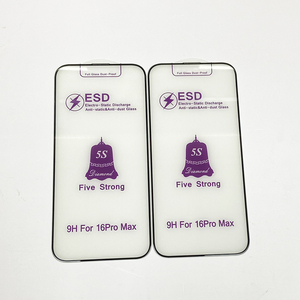 Full Glass Dust Proof
ESD
Electro-Static Discharge
Anti-static&Anti-dust Glass
5S
Diamond
Five Strong
9H For 16Pro Max
Full Glass Dust Proof
ESD
Electro-Static Discharge
Anti-static&Anti-dust Glass
5S
Diamond
Five Strong
9H For 16Pro Max